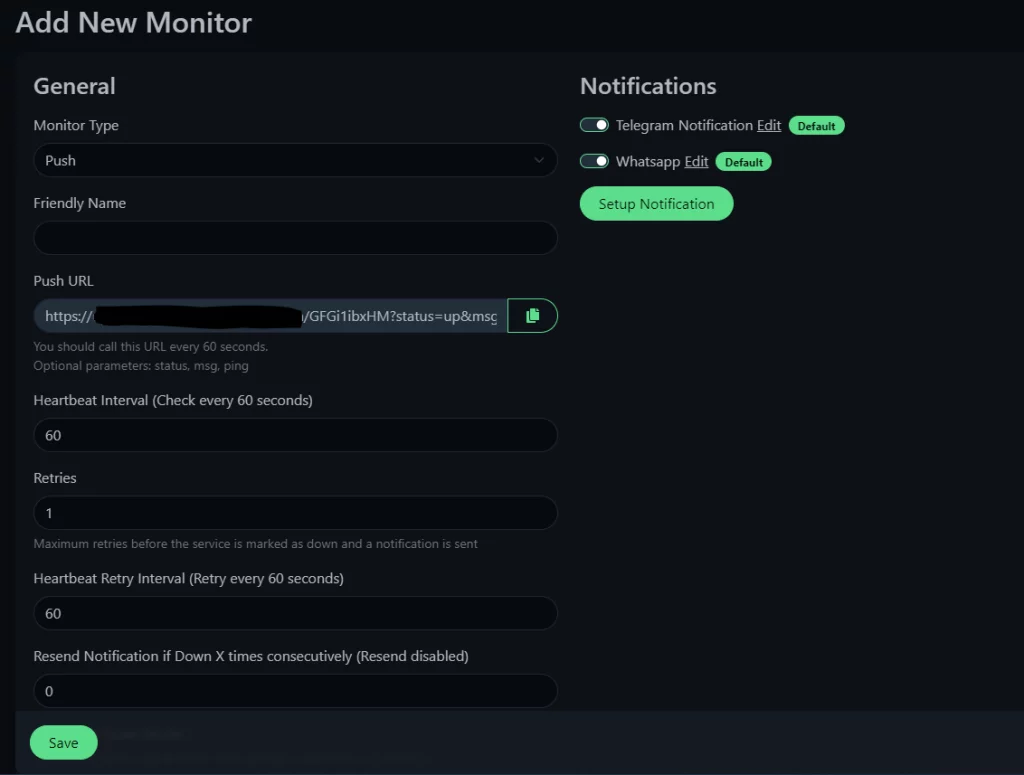 Add New Monitor
General
Monitor Type
Push
Friendly Name
Push URL
https:// /GFGi1ibxHM?status=up&msg
You should call this URL every 60 seconds.
Optional parameters: status, msg, ping
Heartbeat Interval (Check every 60 seconds)
60
Retries
1
Maximum retries before the service is marked as down and a notification is sent
Heartbeat Retry Interval (Retry every 60 seconds)
60
Resend Notification if Down X times consecutively (Resend disabled)
0
Save
Notifications
Telegram Notification Edit Default
Whatsapp Edit Default
Setup Notification